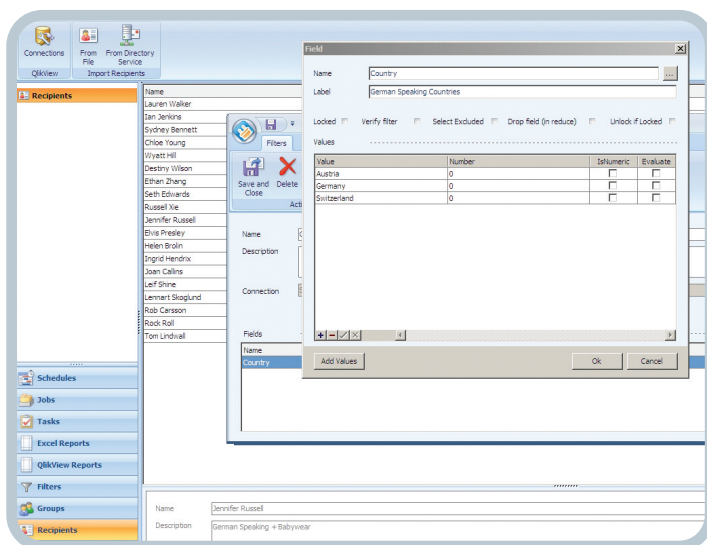 Connections
From File
From Directory Service
QlikView
Import Recipients
Recipients
Name
Lauren Walker
Ian Jenkins
Sydney Bennett
Chloe Young
Wyatt Hill
Destiny Wilson
Ethan Zhang
Seth Edwards
Russell Xie
Jennifer Russell
Elvis Presley
Helen Brolin
Ingrid Hendrix
Joan Callins
Leif Shine
Lennart Skoglund
Rob Carsson
Rock Roll
Tom Lindwall
Filters
Save and Close
Delete
Name
Description
Connection
Fields
Name
Country
Field
Name
Country
...
Label
German Speaking Countries
Locked
Verify filter
Select Excluded
Drop field (in reduce)
Unlock if Locked
Values
Value Number IsNumeric Evaluate
Austria 0
Germany 0
Switzerland 0
Add Values
Ok
Cancel
Schedules
Jobs
Tasks
Excel Reports
QlikView Reports
Filters
Groups
Recipients
Name
Jennifer Russell
Description
German Speaking + Babywear